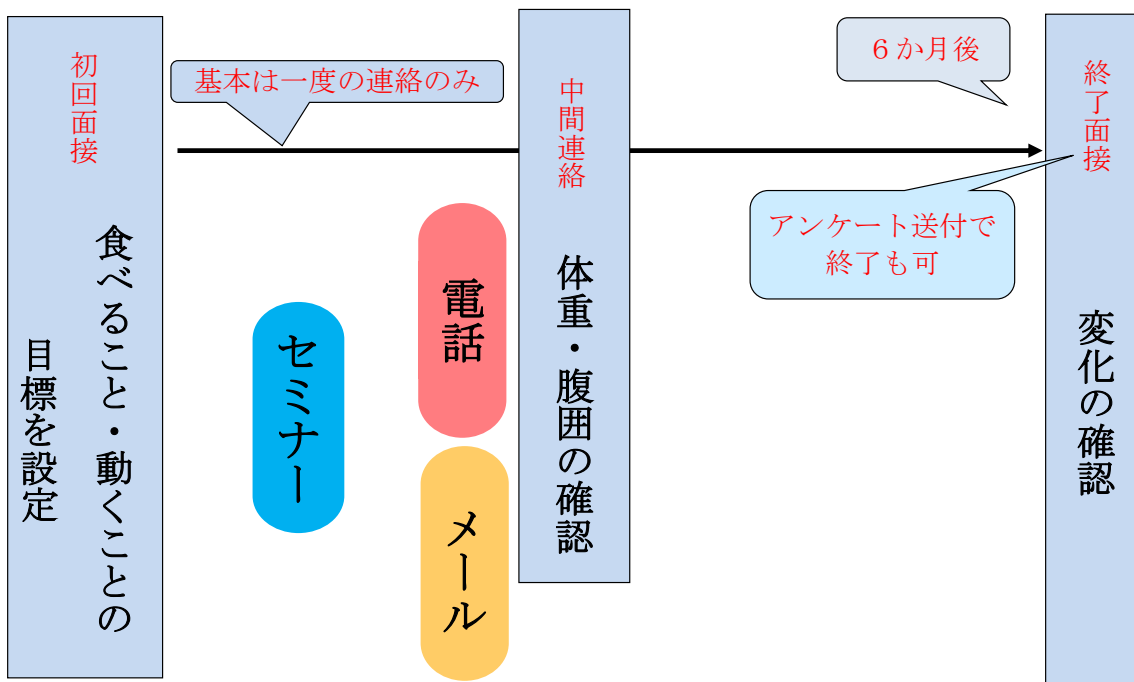 初回面接
食べること・動くことの
目標を設定
基本は一度の連絡のみ
セミナー
電話
メール
中間連絡
体重・腹囲の確認
6か月後
アンケート送付で
終了も可
終了面接
変化の確認